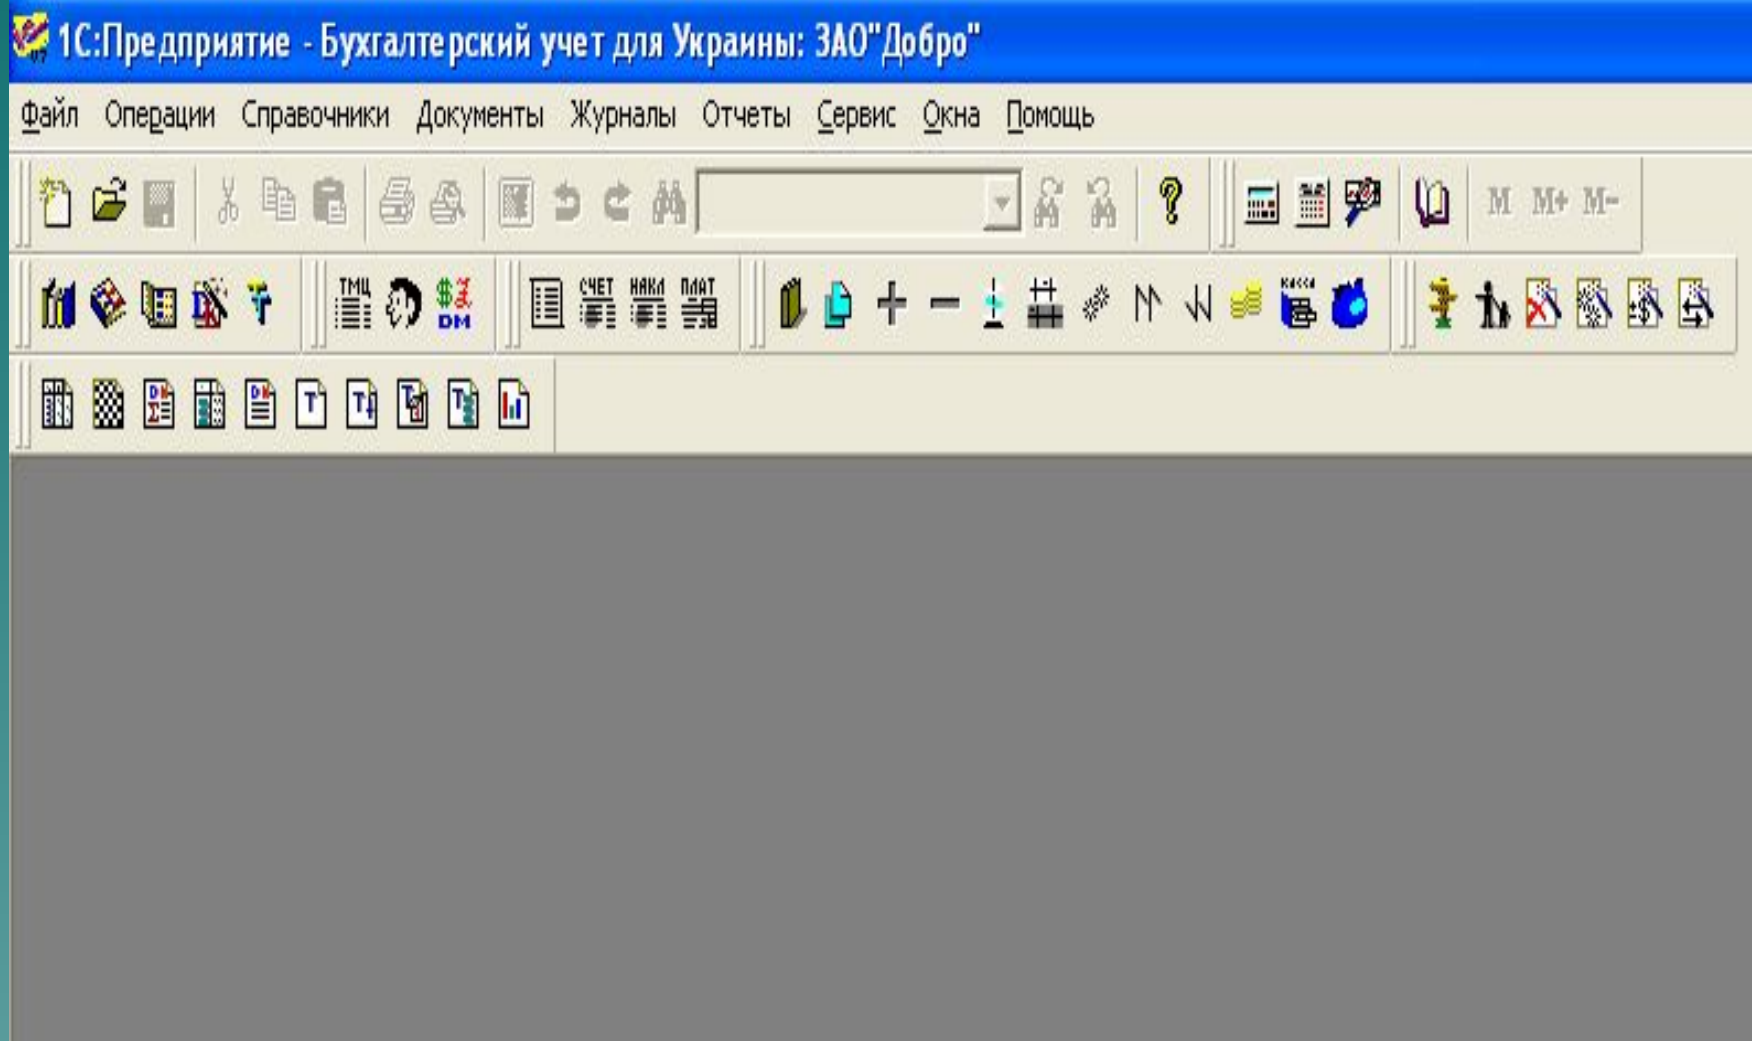 1С:Предприятие - Бухгалтерский учет для Украины: ЗАО"Добро"
Файл Операции Справочники Документы Журналы Отчеты Сервис Окна Помощь
М М+ М-
ТМЦ $ DM СЧЕТ НАКЛ ПЛАТ КАССА